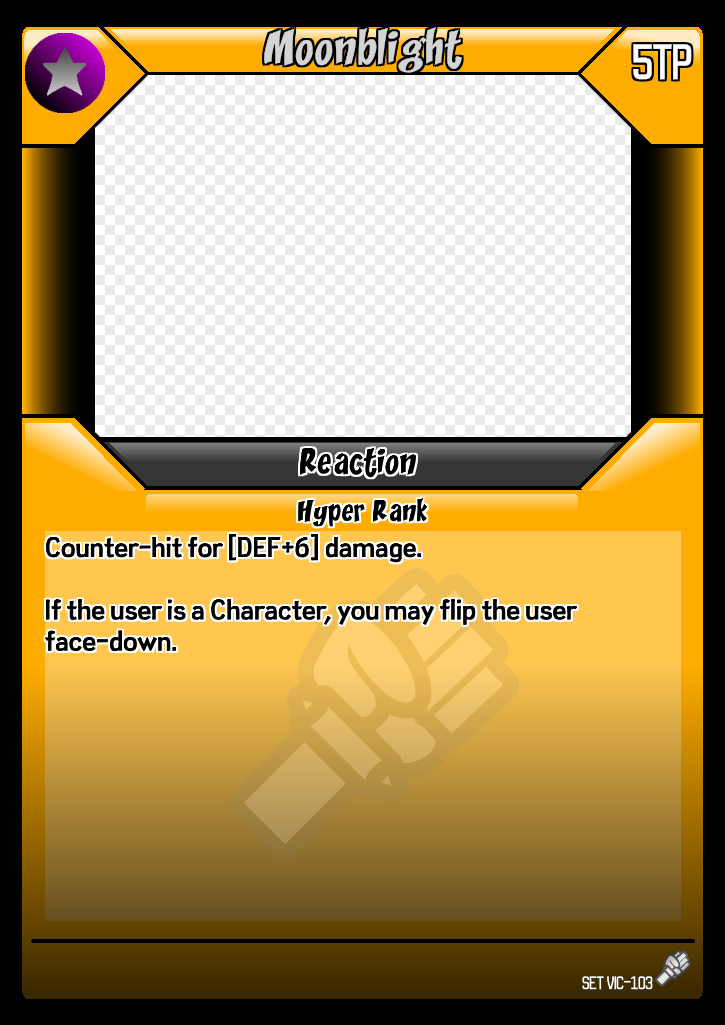 Moonblight
5TP
Reaction
Hyper Rank
Counter-hit for [DEF+6] damage.
If the user is a Character, you may flip the user
face-down.
SET VIC-103